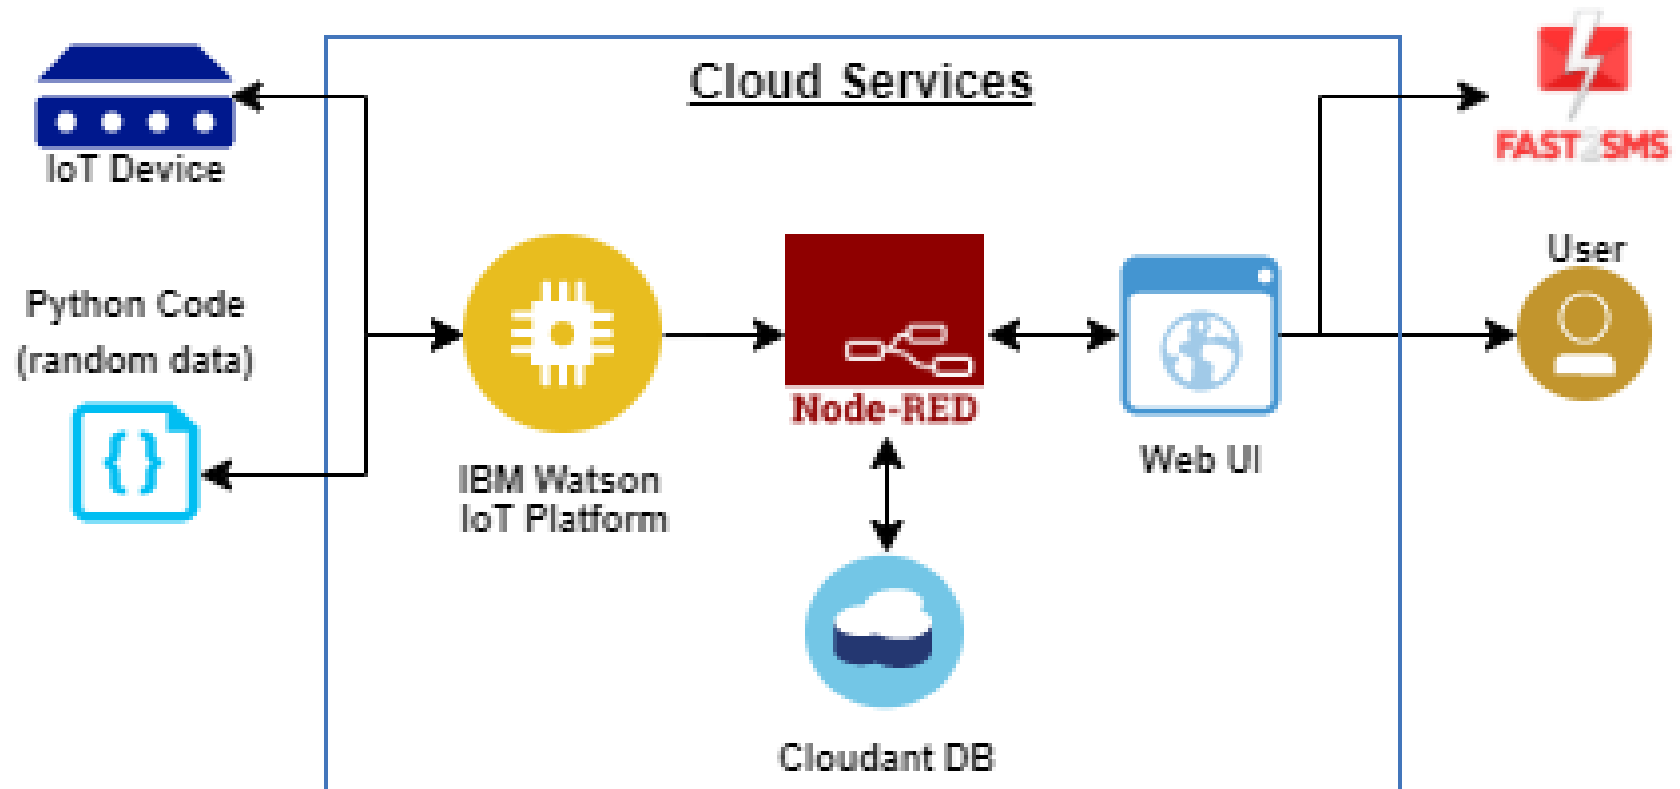 Cloud Services
IoT Device
FAST2SMS
User
Python Code
(random data)
Node-RED
Web UI
IBM Watson
IoT Platform
Cloudant DB